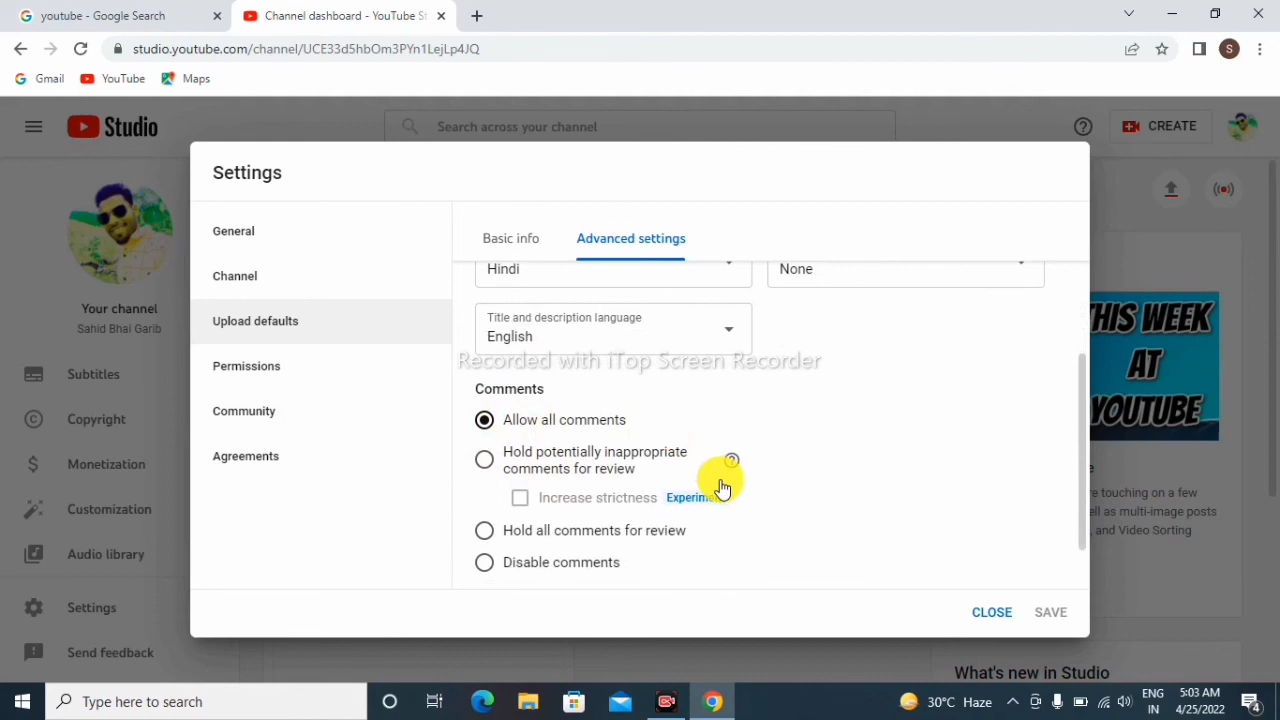 youtube - Google Search
Channel dashboard - YouTube St
studio.youtube.com/channel/UCE33d5hbOm3PYn1LejLp4JQ
S
Gmail
YouTube
Maps
Studio
Search across your channel
CREATE
Settings
General
Channel
Upload defaults
Permissions
Community
Agreements
Basic info
Advanced settings
Hindi
None
Title and description language
English
Recorded with iTop Screen Recorder
Comments
Allow all comments
Hold potentially inappropriate
comments for review
Increase strictness
Hold all comments for review
Disable comments
CLOSE
SAVE
Your channel
Sahid Bhai Garib
Subtitles
Copyright
Monetization
Customization
Audio library
Settings
Send feedback
THIS WEEK
AT
YOUTUBE
e
re touching on a few
ell as multi-image posts
, and Video Sorting
What's new in Studio
Type here to search
30°C Haze
ENG
IN
5:03 AM
4/25/2022
4